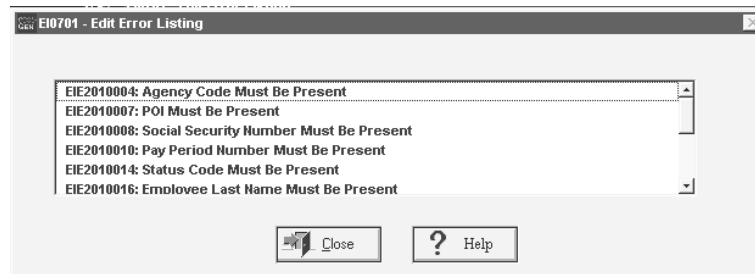 EI0701 - Edit Error Listing
EIE2010004: Agency Code Must Be Present
EIE2010007: POI Must Be Present
EIE2010008: Social Security Number Must Be Present
EIE2010010: Pay Period Number Must Be Present
EIE2010014: Status Code Must Be Present
EIE2010016: Employee Last Name Must Be Present
Close
? Help